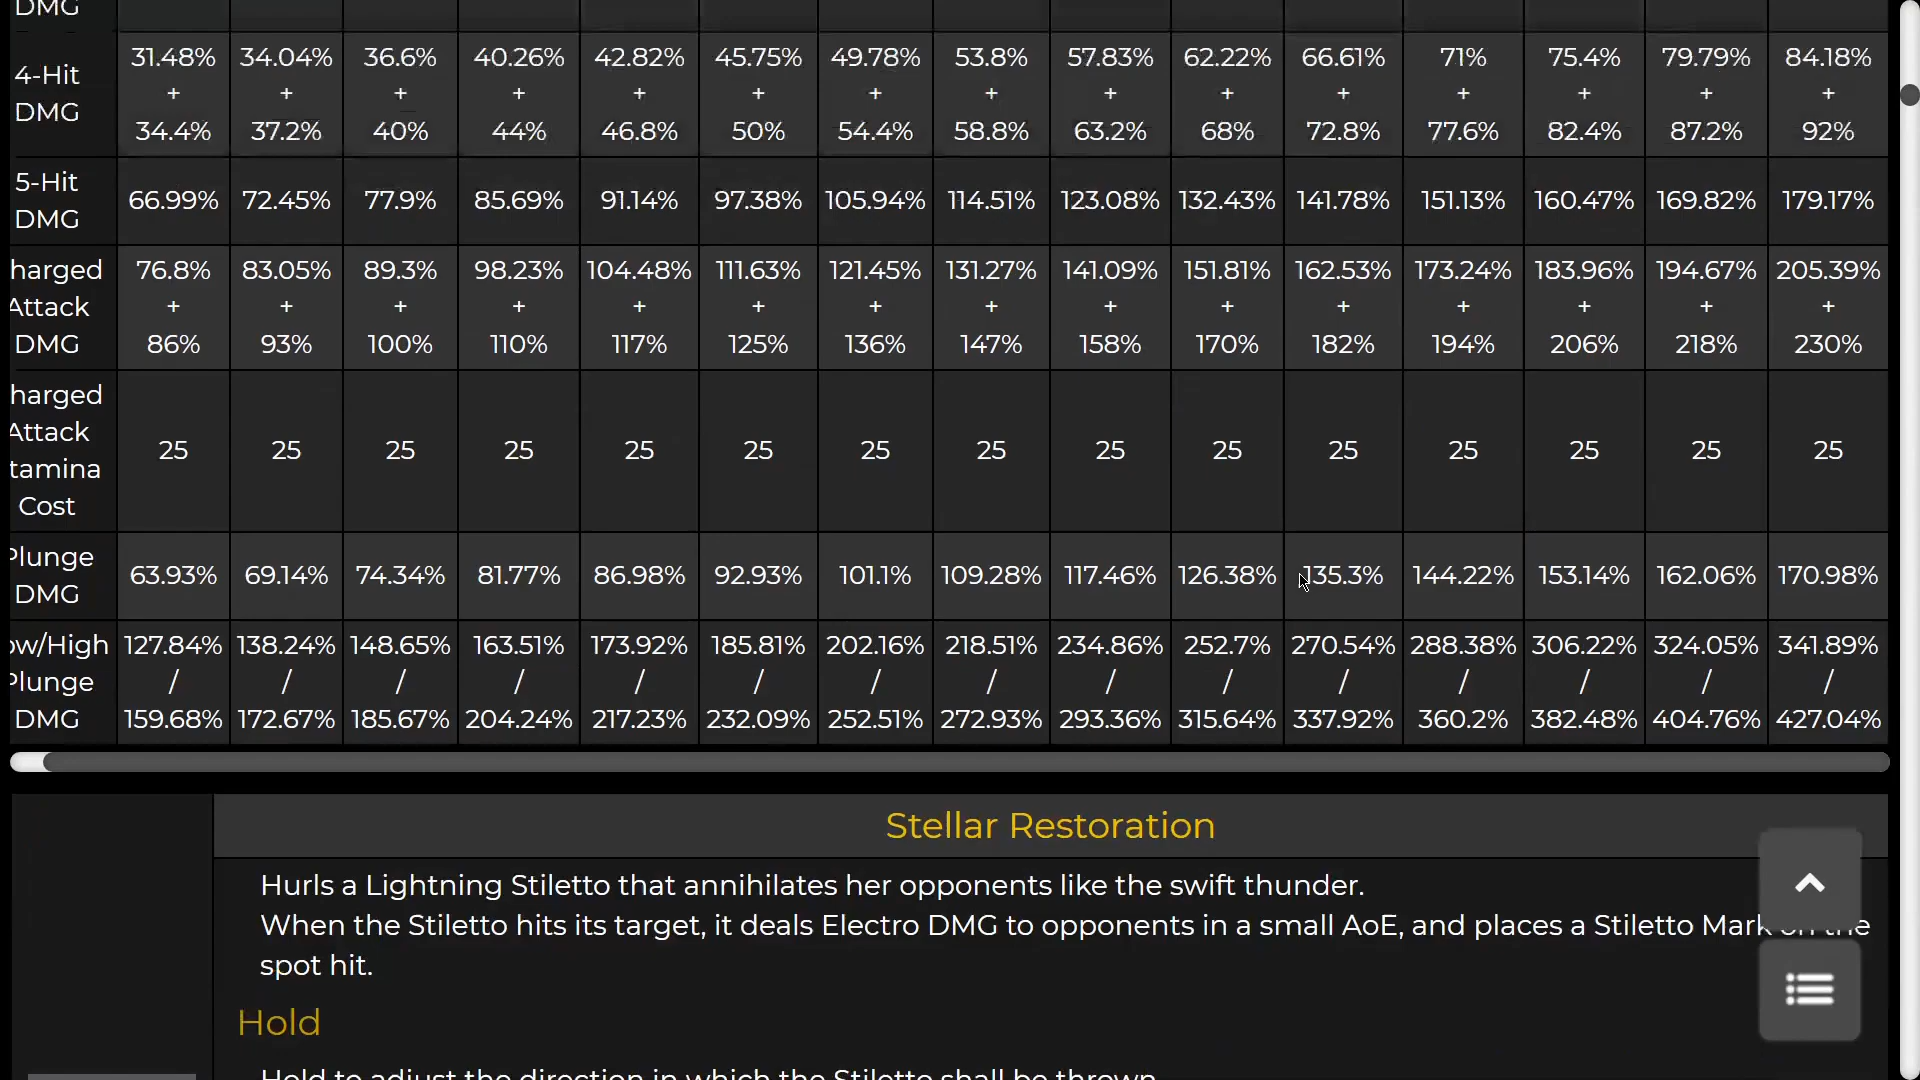 DMG
31.48% 34.04% 36.6% 40.26% 42.82% 45.75% 49.78% 53.8% 57.83% 62.22% 66.61% 71% 75.4% 79.79% 84.18%
4-Hit
+ + + + + + + + + + + + + + +
DMG
34.4% 37.2% 40% 44% 46.8% 50% 54.4% 58.8% 63.2% 68% 72.8% 77.6% 82.4% 87.2% 92%
5-Hit
66.99% 72.45% 77.9% 85.69% 91.14% 97.38% 105.94% 114.51% 123.08% 132.43% 141.78% 151.13% 160.47% 169.82% 179.17%
DMG
harged 76.8% 83.05% 89.3% 98.23% 104.48% 111.63% 121.45% 131.27% 141.09% 151.81% 162.53% 173.24% 183.96% 194.67% 205.39%
Attack + + + + + + + + + + + + + + +
DMG 86% 93% 100% 110% 117% 125% 136% 147% 158% 170% 182% 194% 206% 218% 230%
harged
Attack
25 25 25 25 25 25 25 25 25 25 25 25 25 25 25
tamina
Cost
Plunge
63.93% 69.14% 74.34% 81.77% 86.98% 92.93% 101.1% 109.28% 117.46% 126.38% 135.3% 144.22% 153.14% 162.06% 170.98%
DMG
ow/High 127.84% 138.24% 148.65% 163.51% 173.92% 185.81% 202.16% 218.51% 234.86% 252.7% 270.54% 288.38% 306.22% 324.05% 341.89%
Plunge / / / / / / / / / / / / / / /
DMG 159.68% 172.67% 185.67% 204.24% 217.23% 232.09% 252.51% 272.93% 293.36% 315.64% 337.92% 360.2% 382.48% 404.76% 427.04%
Stellar Restoration
Hurls a Lightning Stiletto that annihilates her opponents like the swift thunder.
When the Stiletto hits its target, it deals Electro DMG to opponents in a small AoE, and places a Stiletto Mark on the
spot hit.
Hold
Hold to adjust the direction in which the Stiletto shall be thrown.